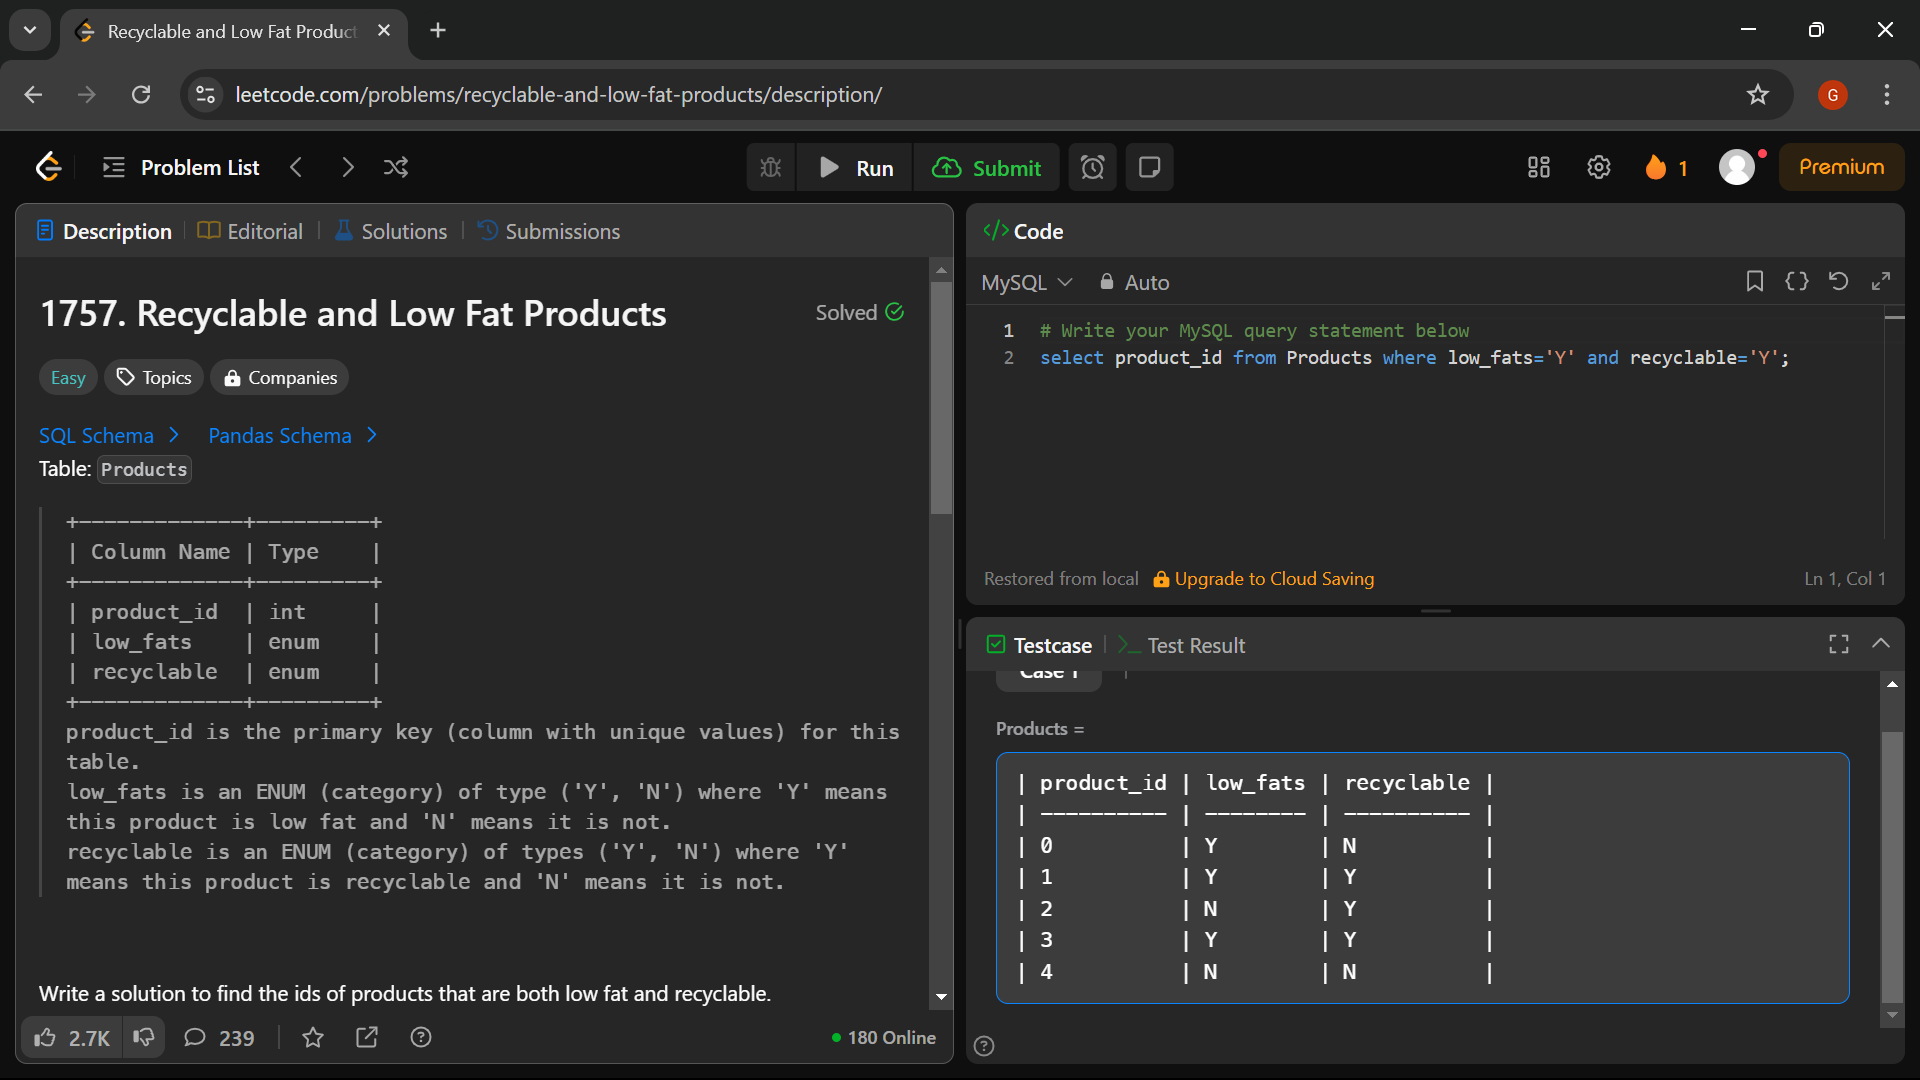 Recyclable and Low Fat Product
leetcode.com/problems/recyclable-and-low-fat-products/description/
G
Problem List
Run
Submit
1
Premium
Description
Editorial
Solutions
Submissions
1757. Recyclable and Low Fat Products
Solved
Easy
Topics
Companies
SQL Schema
Pandas Schema
Table: Products
+-------------+---------+
| Column Name | Type    |
+-------------+---------+
| product_id  | int     |
| low_fats    | enum    |
| recyclable  | enum    |
+-------------+---------+
product_id is the primary key (column with unique values) for this
table.
low_fats is an ENUM (category) of type ('Y', 'N') where 'Y' means
this product is low fat and 'N' means it is not.
recyclable is an ENUM (category) of types ('Y', 'N') where 'Y'
means this product is recyclable and 'N' means it is not.
Write a solution to find the ids of products that are both low fat and recyclable.
2.7K
239
180 Online
</> Code
MySQL
Auto
1 # Write your MySQL query statement below
2 select product_id from Products where low_fats='Y' and recyclable='Y';
Restored from local
Upgrade to Cloud Saving
Ln 1, Col 1
Testcase
Test Result
Case 1
Products =
| product_id | low_fats | recyclable |
| ---------- | -------- | ---------- |
| 0          | Y        | N          |
| 1          | Y        | Y          |
| 2          | N        | Y          |
| 3          | Y        | Y          |
| 4          | N        | N          |